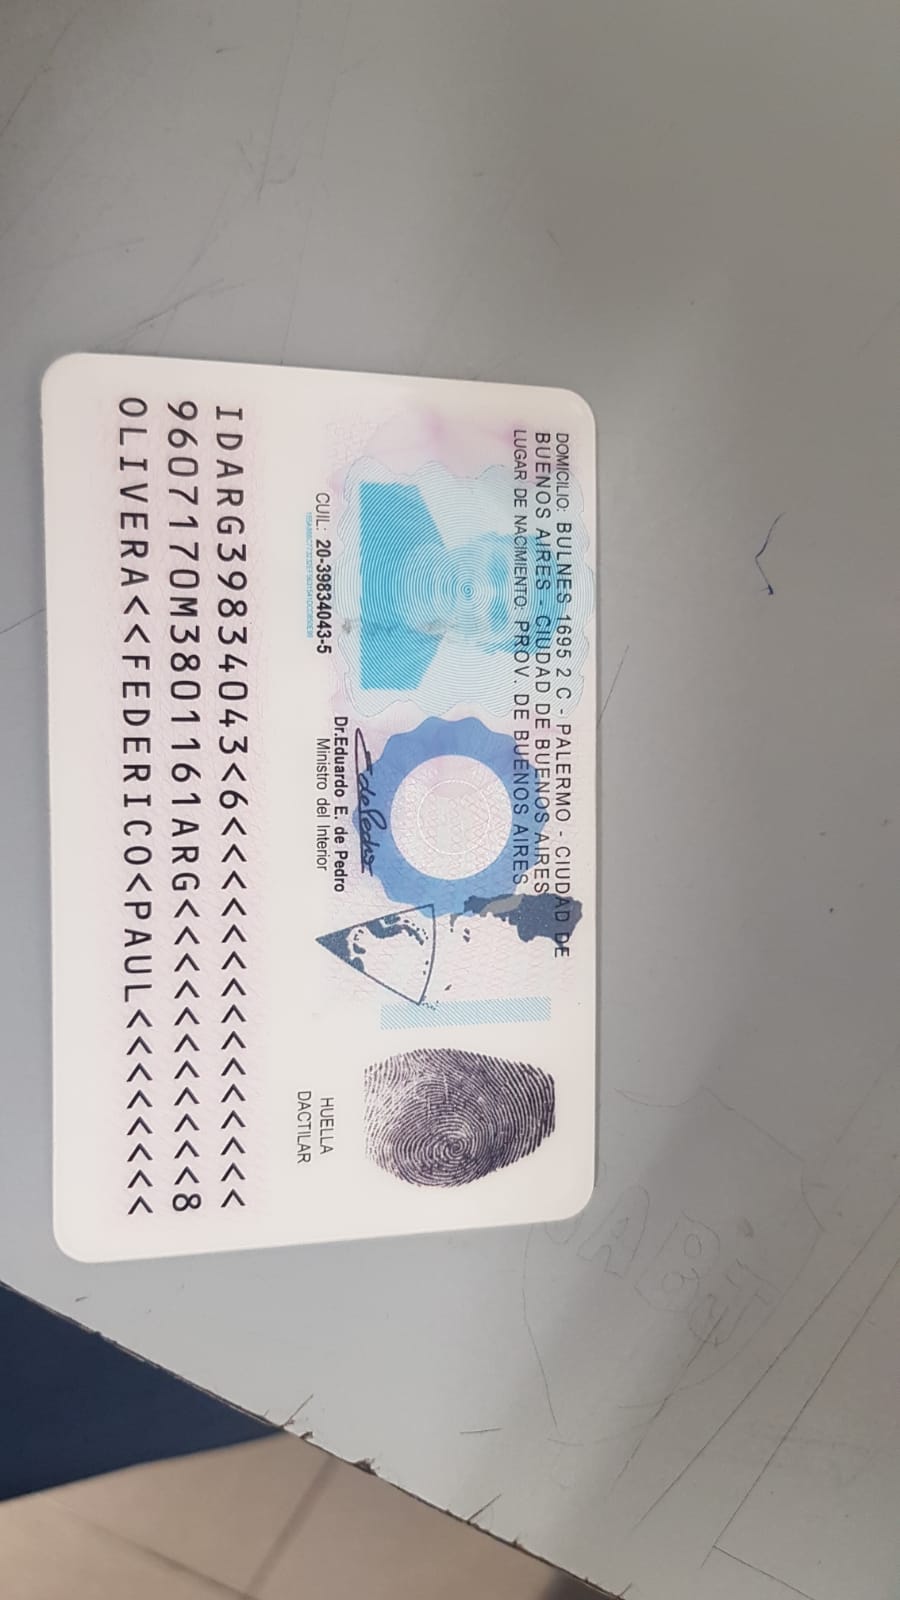 DOMICILIO: BULNES 1695 2 C - PALERMO - CIUDAD DE
BUENOS AIRES - CIUDAD DE BUENOS AIRES
LUGAR DE NACIMIENTO: PROV. DE BUENOS AIRES
CUIL: 20-39834043-5
Dr.Eduardo E. de Pedro
Ministro del Interior
HUELLA
DACTILAR
IDARG39834043<6<<<<<<<<<<<<<<<
9607170M3801161ARG<<<<<<<<<<<8
OLIVERA<<FEDERICO<PAUL<<<<<<<<